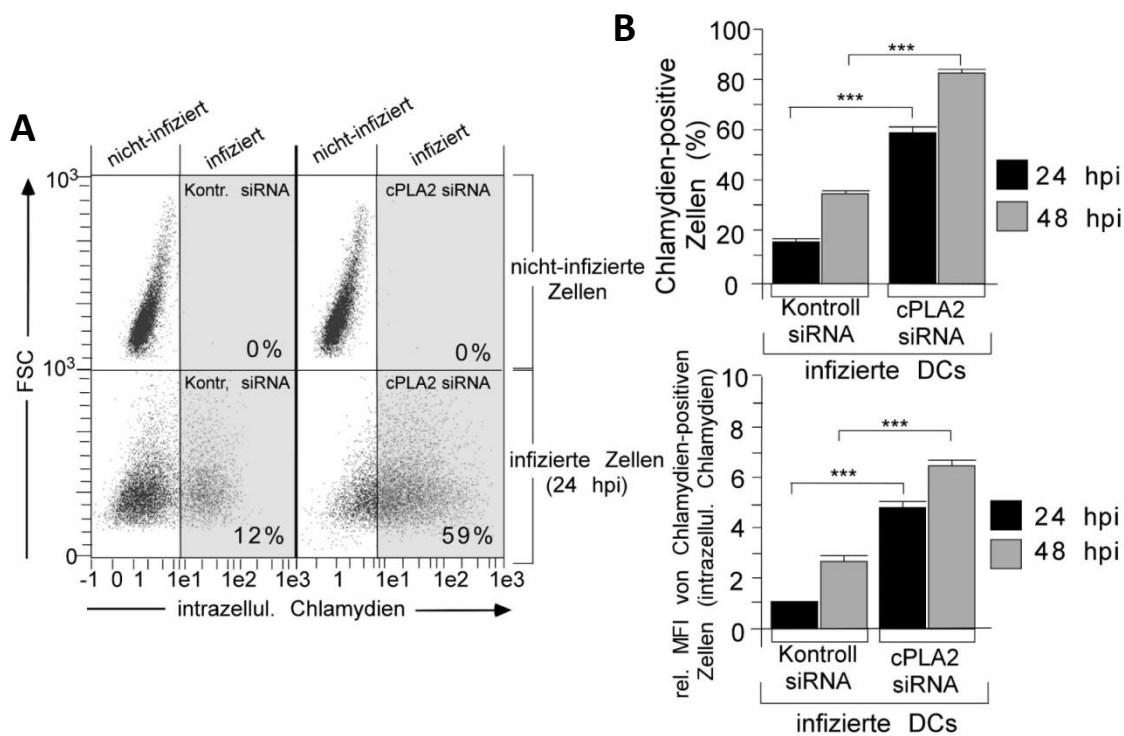 A
nicht-infiziert
infiziert
nicht-infiziert
infiziert
10³
Kontr. siRNA
cPLA2 siRNA
0%
0%
nicht-infizierte
Zellen
FSC
10³
Kontr, siRNA
cPLA2 siRNA
12%
59%
infizierte Zellen
(24 hpi)
0
-1 0 1 1e1 1e2 1e3 1 1e1 1e2 1e3
intrazellul. Chlamydien
B
Chlamydien-positive
Zellen (%)
100
80
60
40
20
0
***
***
24 hpi
48 hpi
Kontroll
siRNA
cPLA2
siRNA
infizierte DCs
rel. MFI von Chlamydien-positiven
Zellen (intrazellul. Chlamydien)
10
8
6
4
2
0
***
***
24 hpi
48 hpi
Kontroll
siRNA
cPLA2
siRNA
infizierte DCs